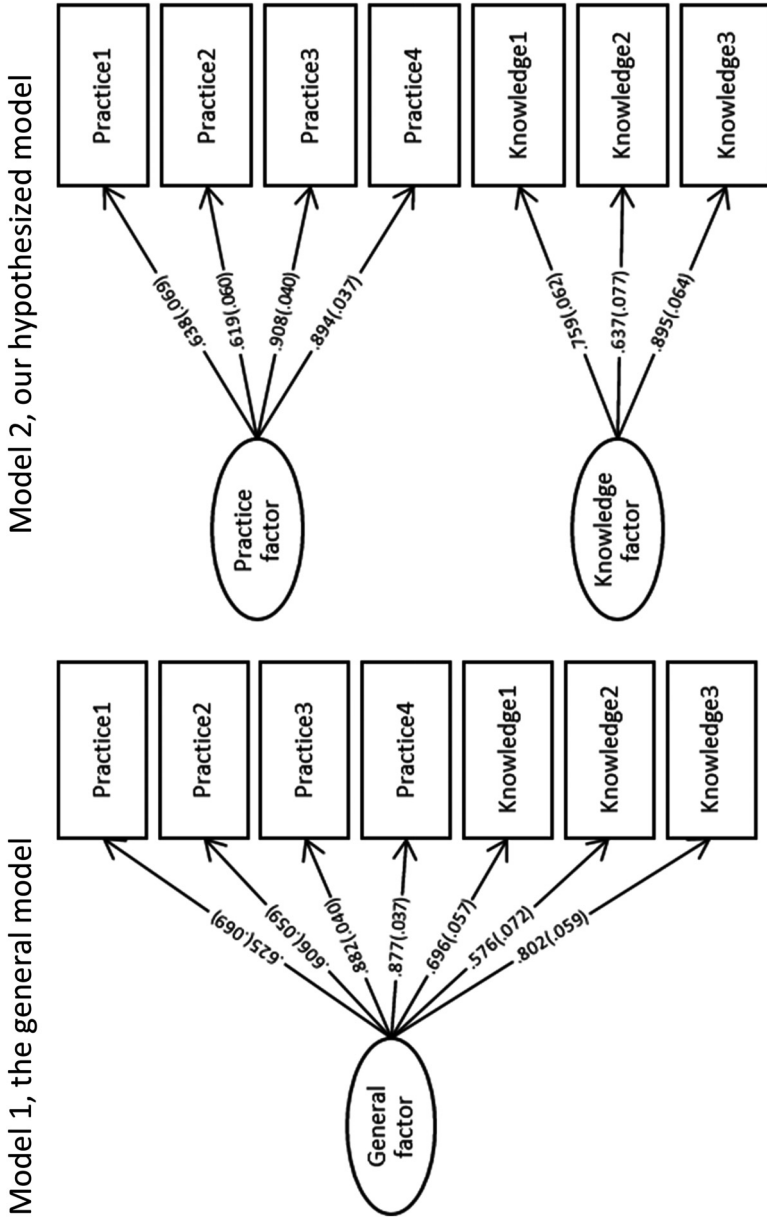 Model 1, the general model
General
factor
.625(.069)
.606(.059)
.882(.040)
.877(.037)
.696(.057)
.576(.072)
.802(.059)
Practice1
Practice2
Practice3
Practice4
Knowledge1
Knowledge2
Knowledge3
Model 2, our hypothesized model
Practice
factor
.638(.069)
.619(.060)
.908(.040)
.894(.037)
Practice1
Practice2
Practice3
Practice4
Knowledge
factor
.759(.062)
.637(.077)
.895(.064)
Knowledge1
Knowledge2
Knowledge3